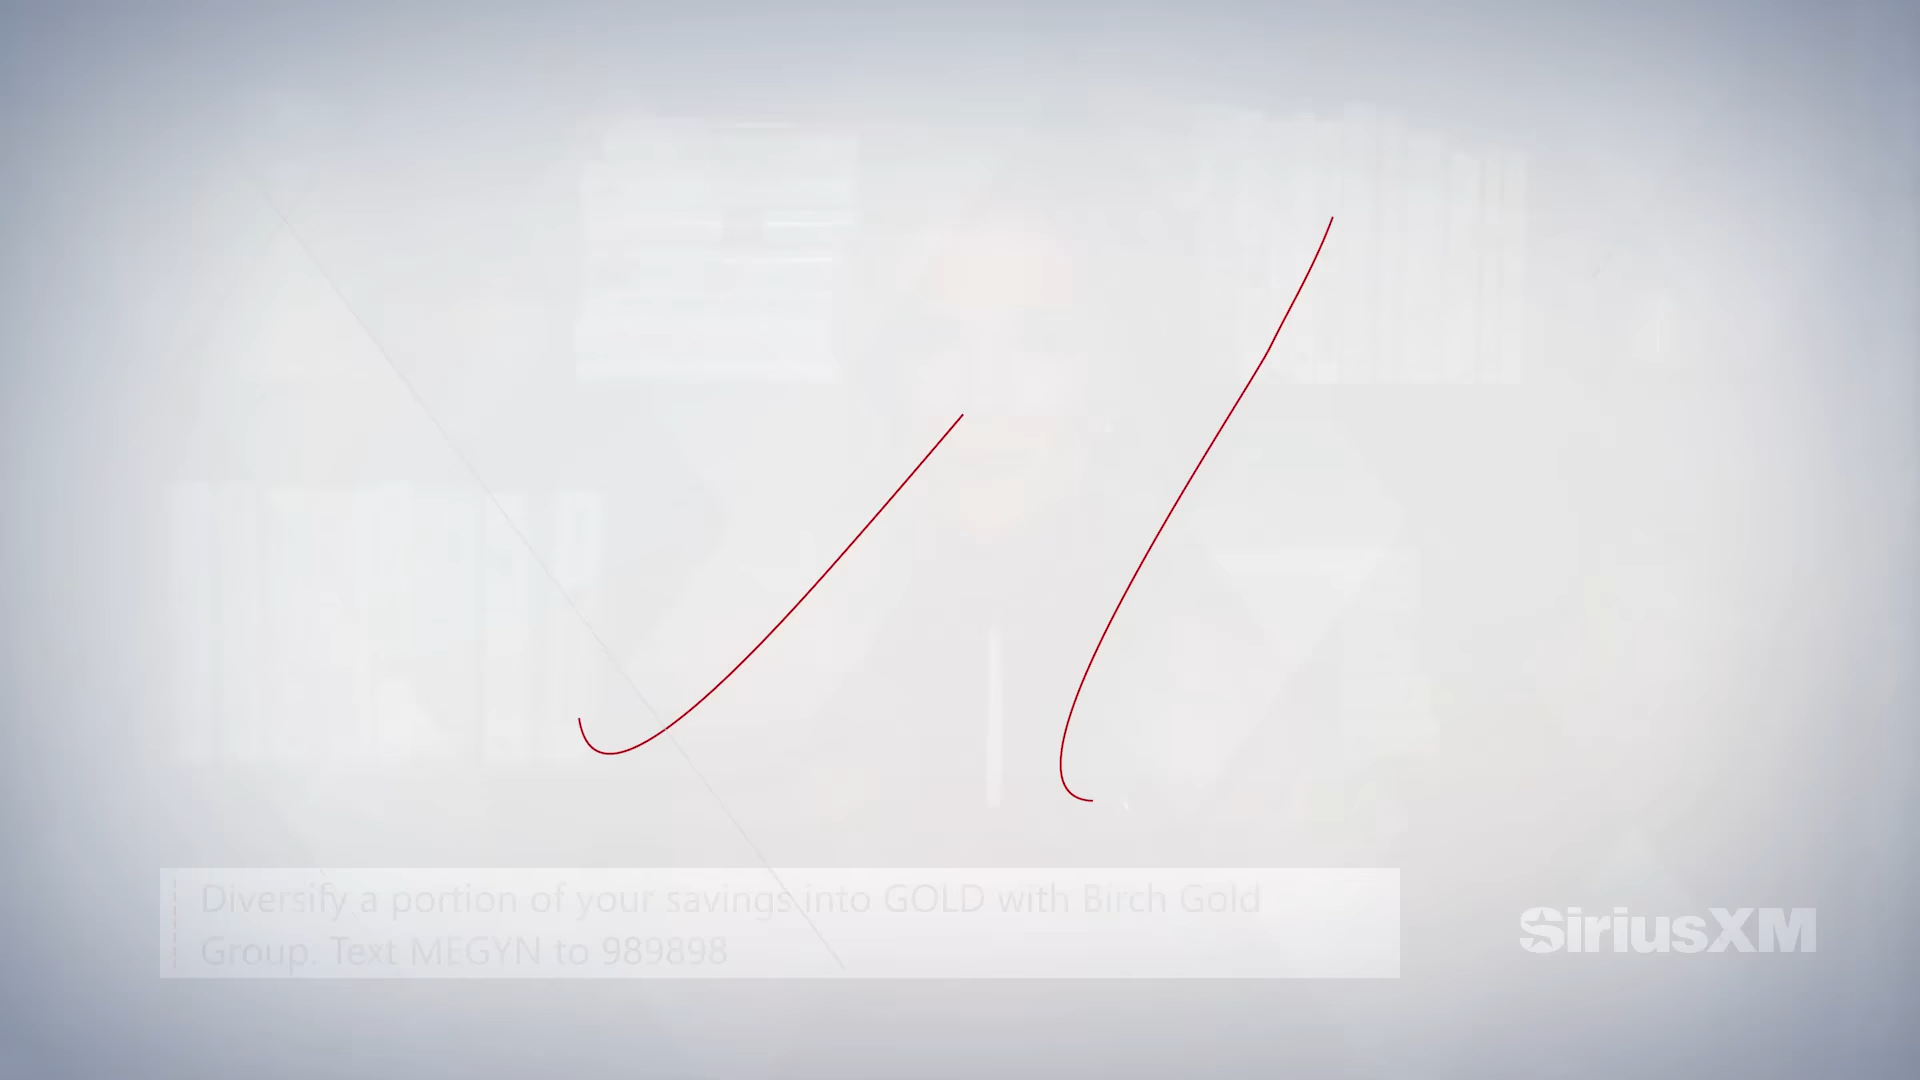 Diversify a portion of your savings into GOLD with Birch Gold
Group. Text MEGYN to 989898
SiriusXM